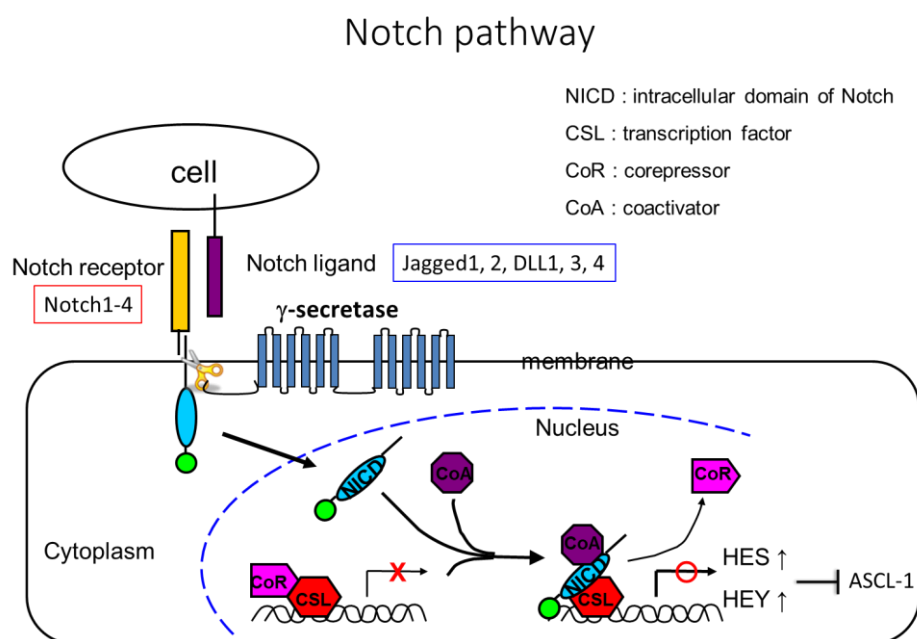 Notch pathway
NICD : intracellular domain of Notch
CSL : transcription factor
CoR : corepressor
CoA : coactivator
cell
Notch receptor
Notch1-4
Notch ligand
Jagged1, 2, DLL1, 3, 4
γ-secretase
membrane
Nucleus
NICD
CoA
CoR
Cytoplasm
CoR
CSL
X
CoA
NICD
CSL
HES ↑
HEY ↑
ASCL-1